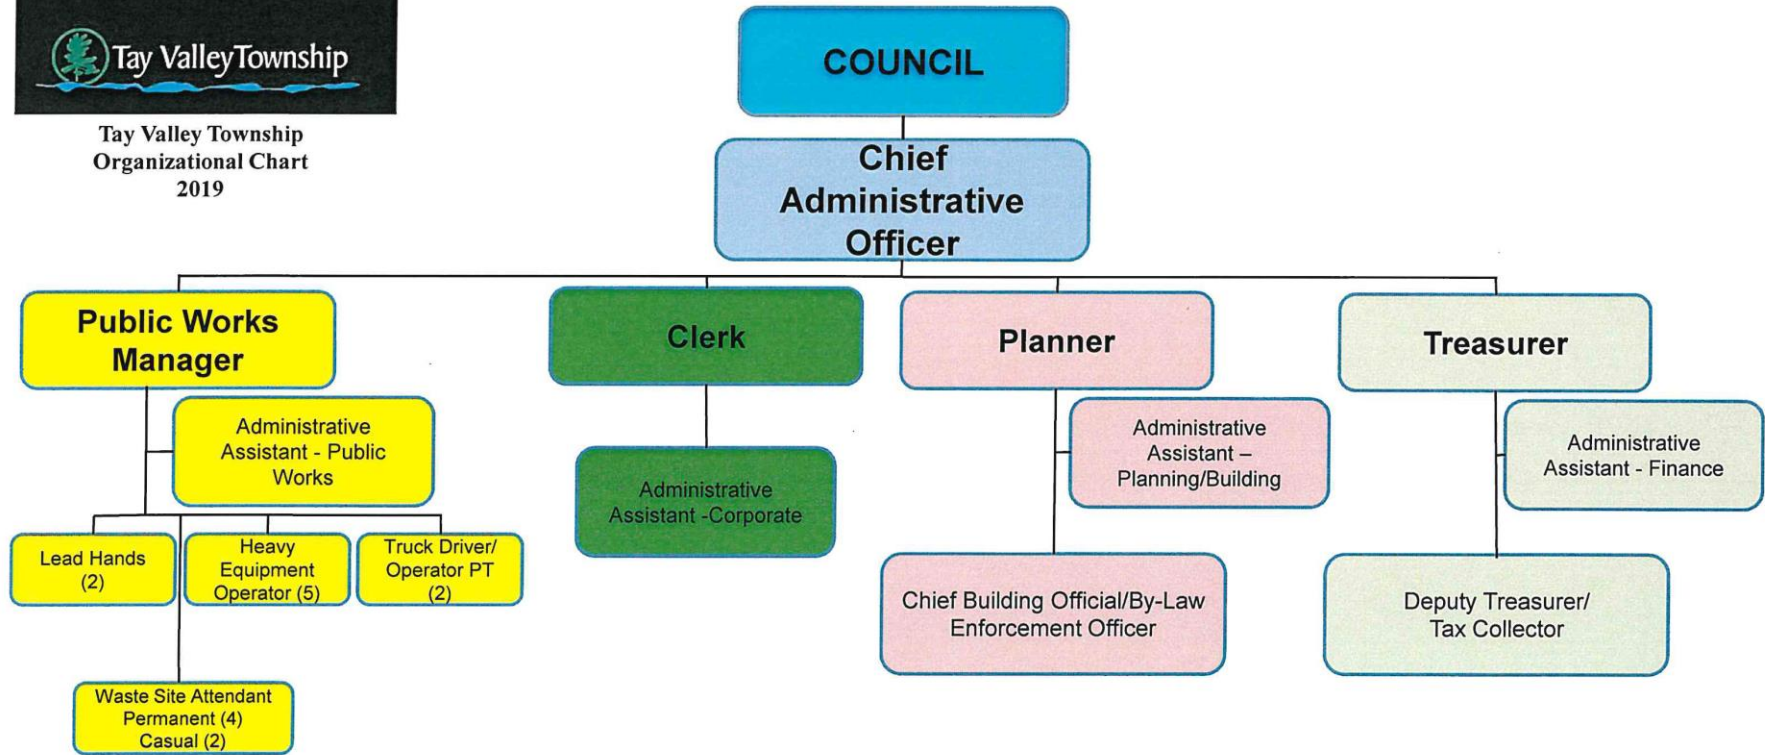 Tay Valley Township
Tay Valley Township
Organizational Chart
2019
COUNCIL
Chief
Administrative
Officer
Public Works
Manager
Clerk
Planner
Treasurer
Administrative
Assistant - Public
Works
Administrative
Assistant -Corporate
Administrative
Assistant –
Planning/Building
Administrative
Assistant - Finance
Lead Hands
(2)
Heavy
Equipment
Operator (5)
Truck Driver/
Operator PT
(2)
Chief Building Official/By-Law
Enforcement Officer
Deputy Treasurer/
Tax Collector
Waste Site Attendant
Permanent (4)
Casual (2)